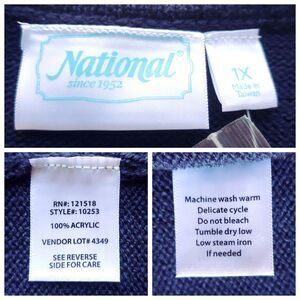 National®
since 1952
1X
Made in
Taiwan
RN#: 121518
STYLE#: 10253
100% ACRYLIC
VENDOR LOT# 4349
SEE REVERSE
SIDE FOR CARE
Machine wash warm
Delicate cycle
Do not bleach
Tumble dry low
Low steam iron
If needed